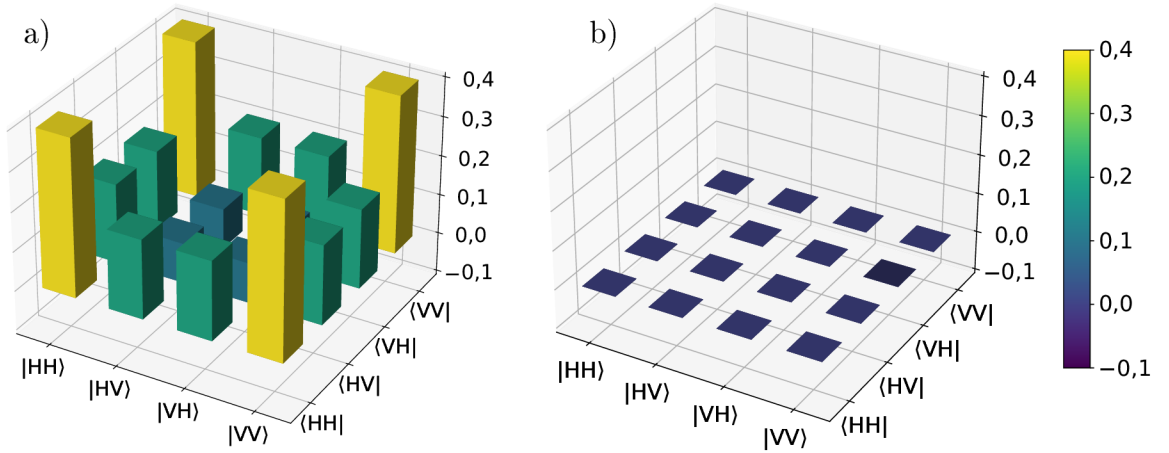 a)
0,4
0,3
0,2
0,1
0,0
−0,1
|HH⟩
|HV⟩
|VH⟩
|VV⟩
⟨HH|
⟨HV|
⟨VH|
⟨VV|
b)
0,4
0,3
0,2
0,1
0,0
−0,1
|HH⟩
|HV⟩
|VH⟩
|VV⟩
⟨HH|
⟨HV|
⟨VH|
⟨VV|
0,4
0,3
0,2
0,1
0,0
−0,1